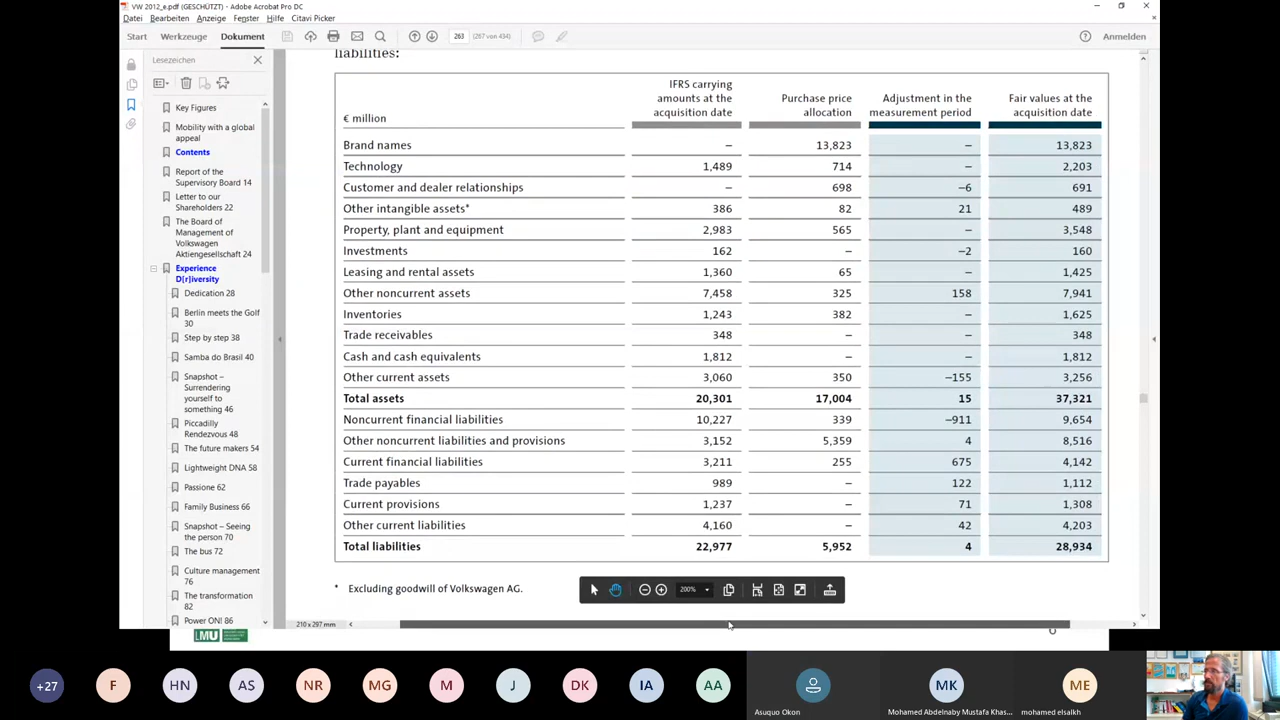 VW 2012_e.pdf (GESCHÜTZT) - Adobe Acrobat Pro DC
Datei Bearbeiten Anzeige Fenster Hilfe Citavi Picker
Start Werkzeuge Dokument 263 (267 von 434) Anmelden
Lesezeichen
Key Figures
Mobility with a global
appeal
Contents
Report of the
Supervisory Board 14
Letter to our
Shareholders 22
The Board of
Management of
Volkswagen
Aktiengesellschaft 24
Experience
D[r]iversity
Dedication 28
Berlin meets the Golf
30
Step by step 38
Samba do Brasil 40
Snapshot –
Surrendering
yourself to
something 46
Piccadilly
Rendezvous 48
The future makers 54
Lightweight DNA 58
Passione 62
Family Business 66
Snapshot – Seeing
the person 70
The bus 72
Culture management
76
The transformation
82
Power ON! 86
liabilities:
€ million
IFRS carrying
amounts at the
acquisition date
Purchase price
allocation
Adjustment in the
measurement period
Fair values at the
acquisition date
Brand names – 13,823 – 13,823
Technology 1,489 714 – 2,203
Customer and dealer relationships – 698 –6 691
Other intangible assets* 386 82 21 489
Property, plant and equipment 2,983 565 – 3,548
Investments 162 – –2 160
Leasing and rental assets 1,360 65 – 1,425
Other noncurrent assets 7,458 325 158 7,941
Inventories 1,243 382 – 1,625
Trade receivables 348 – – 348
Cash and cash equivalents 1,812 – – 1,812
Other current assets 3,060 350 –155 3,256
Total assets 20,301 17,004 15 37,321
Noncurrent financial liabilities 10,227 339 –911 9,654
Other noncurrent liabilities and provisions 3,152 5,359 4 8,516
Current financial liabilities 3,211 255 675 4,142
Trade payables 989 – 122 1,112
Current provisions 1,237 – 71 1,308
Other current liabilities 4,160 – 42 4,203
Total liabilities 22,977 5,952 4 28,934
* Excluding goodwill of Volkswagen AG.
200%
210 x 297 mm
LMU
+27 F HN AS NR MG M J DK IA AA MK ME
Asuquo Okon Mohamed Abdelnaby Mustafa Khas... mohamed elsalkh